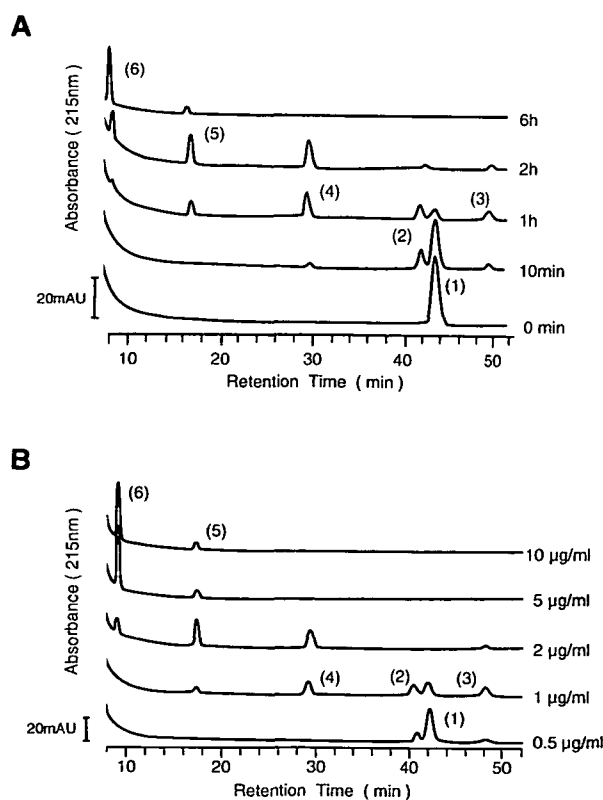 A
Absorbance ( 215nm)
(6)
6h
(5)
2h
(4)
(3)
1h
(2)
10min
20mAU
(1)
0 min
10 20 30 40 50
Retention Time ( min )
B
Absorbance ( 215nm)
(6)
(5)
10 µg/ml
5 µg/ml
2 µg/ml
(4)
(2)
(3)
1 µg/ml
20mAU
(1)
0.5 µg/ml
10 20 30 40 50
Retention Time ( min )